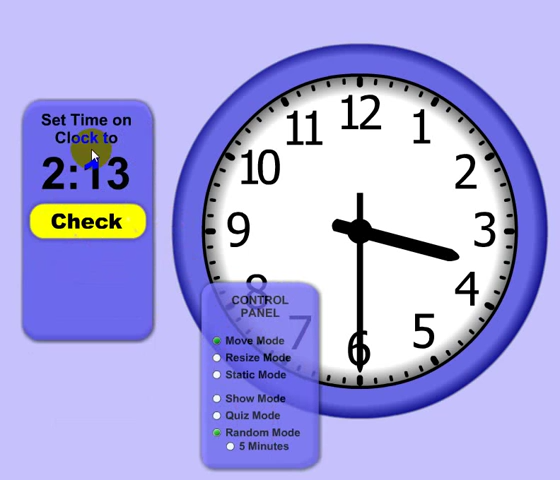 Set Time on
Clock to
2:13
Check
12
1
2
3
4
5
6
7
8
9
10
11
CONTROL
PANEL
Move Mode
Resize Mode
Static Mode
Show Mode
Quiz Mode
Random Mode
5 Minutes